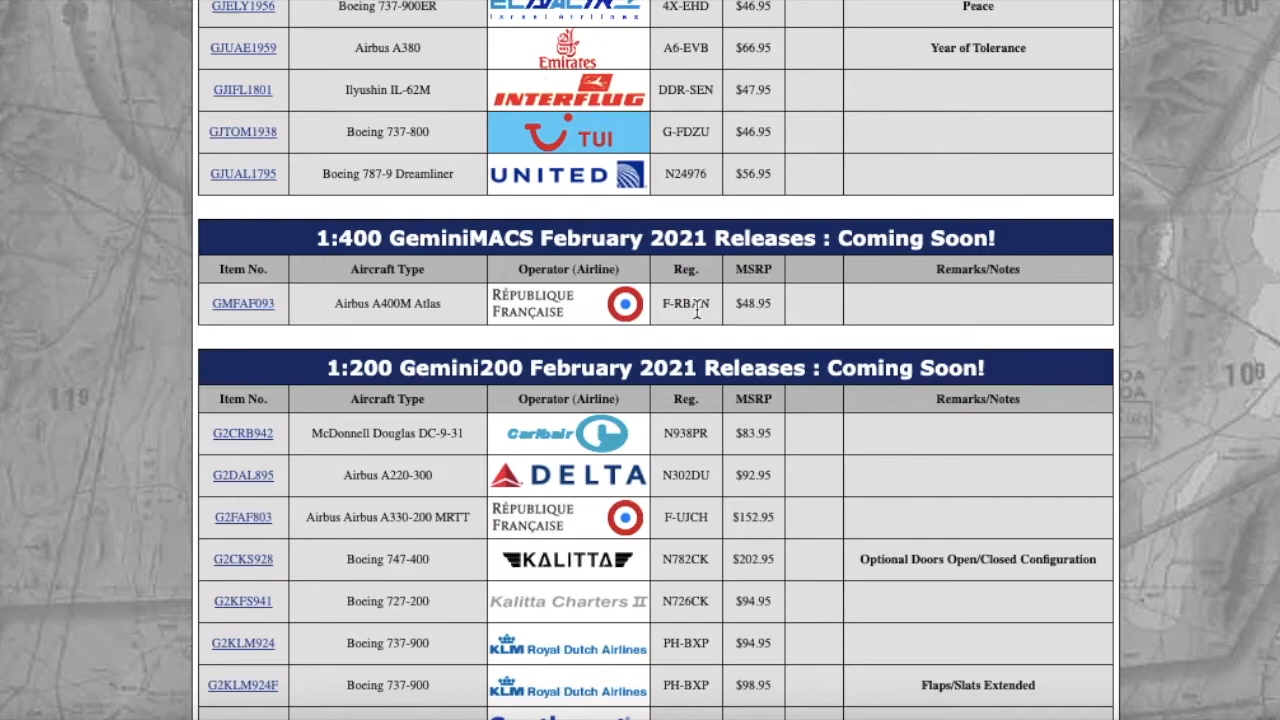 GJELY1956 Boeing 737-900ER Israel Airlines 4X-EHD $46.95 Peace
GJUAE1959 Airbus A380 Emirates A6-EVB $66.95 Year of Tolerance
GJIFL1801 Ilyushin IL-62M INTERFLUG DDR-SEN $47.95
GJTOM1938 Boeing 737-800 TUI G-FDZU $46.95
GJUAL1795 Boeing 787-9 Dreamliner UNITED N24976 $56.95
1:400 GeminiMACS February 2021 Releases : Coming Soon!
Item No. Aircraft Type Operator (Airline) Reg. MSRP Remarks/Notes
GMFAF093 Airbus A400M Atlas RÉPUBLIQUE FRANÇAISE $48.95
1:200 Gemini200 February 2021 Releases : Coming Soon!
Item No. Aircraft Type Operator (Airline) Reg. MSRP Remarks/Notes
G2CRB942 McDonnell Douglas DC-9-31 Caribair N938PR $83.95
G2DAL895 Airbus A220-300 DELTA N302DU $92.95
G2FAF803 Airbus Airbus A330-200 MRTT RÉPUBLIQUE FRANÇAISE F-UJCH $152.95
G2CKS928 Boeing 747-400 KALITTA N782CK $202.95 Optional Doors Open/Closed Configuration
G2KFS941 Boeing 727-200 Kalitta Charters II N726CK $94.95
G2KLM924 Boeing 737-900 KLM Royal Dutch Airlines PH-BXP $94.95
G2KLM924F Boeing 737-900 KLM Royal Dutch Airlines PH-BXP $98.95 Flaps/Slats Extended
119
100